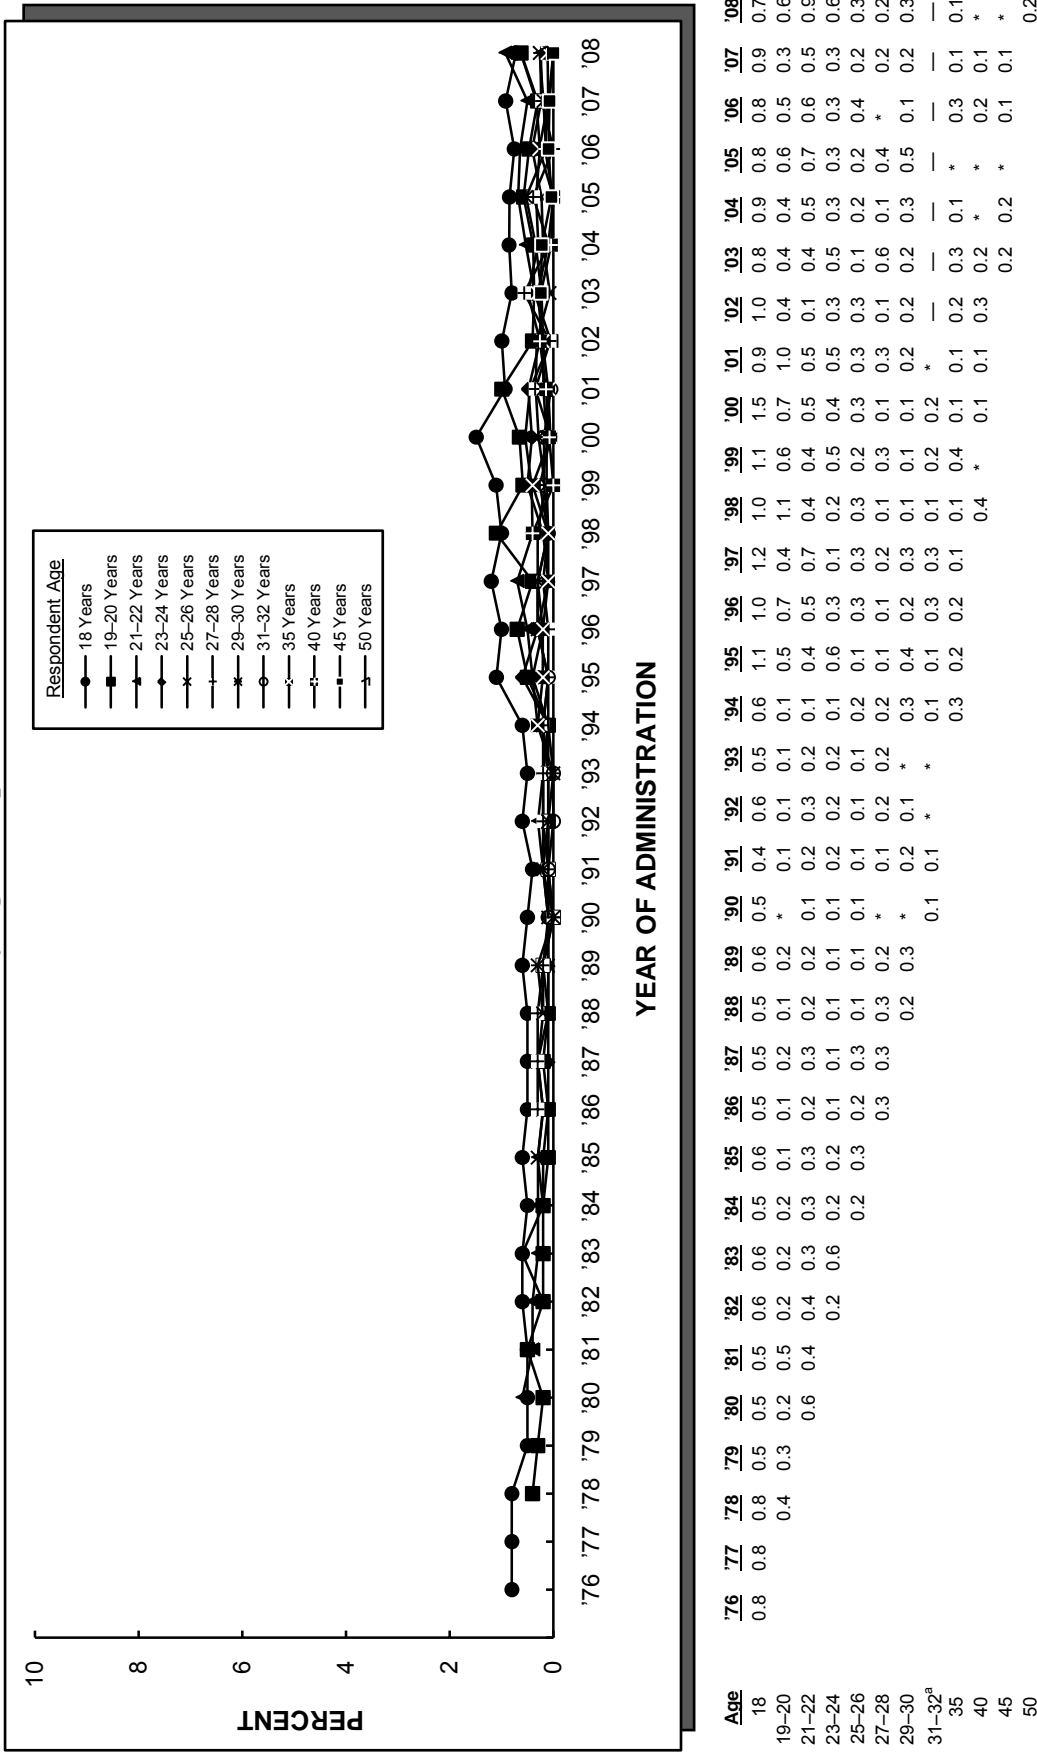 Respondent Age
18 Years
19–20 Years
21–22 Years
23–24 Years
25–26 Years
27–28 Years
29–30 Years
31–32 Years
35 Years
40 Years
45 Years
50 Years
10
8
6
4
2
0
PERCENT
'76 '77 '78 '79 '80 '81 '82 '83 '84 '85 '86 '87 '88 '89 '90 '91 '92 '93 '94 '95 '96 '97 '98 '99 '00 '01 '02 '03 '04 '05 '06 '07 '08
YEAR OF ADMINISTRATION
Age '76 '77 '78 '79 '80 '81 '82 '83 '84 '85 '86 '87 '88 '89 '90 '91 '92 '93 '94 '95 '96 '97 '98 '99 '00 '01 '02 '03 '04 '05 '06 '07 '08
18 0.8 0.8 0.8 0.5 0.5 0.5 0.6 0.6 0.5 0.6 0.5 0.5 0.5 0.6 0.5 0.4 0.6 0.5 0.6 1.1 1.0 1.2 1.0 1.1 1.5 0.9 1.0 0.8 0.9 0.8 0.8 0.9 0.7
19–20 0.4 0.3 0.2 0.5 0.2 0.2 0.2 0.1 0.1 0.2 0.1 0.2 * 0.1 0.1 0.1 0.1 0.5 0.7 0.4 1.1 0.6 0.7 1.0 0.4 0.4 0.4 0.6 0.5 0.3 0.6
21–22 0.6 0.4 0.4 0.3 0.3 0.3 0.2 0.3 0.2 0.2 0.1 0.2 0.3 0.2 0.1 0.4 0.5 0.7 0.4 0.4 0.5 0.5 0.1 0.4 0.5 0.7 0.6 0.5 0.9
23–24 0.2 0.6 0.2 0.2 0.1 0.1 0.1 0.1 0.1 0.2 0.2 0.2 0.1 0.6 0.3 0.1 0.2 0.5 0.4 0.5 0.3 0.5 0.3 0.3 0.3 0.3 0.6
25–26 0.2 0.3 0.2 0.3 0.1 0.1 0.1 0.1 0.1 0.1 0.2 0.1 0.3 0.3 0.3 0.2 0.3 0.3 0.3 0.1 0.2 0.2 0.4 0.2 0.3
27–28 0.3 0.3 0.3 0.2 * 0.1 0.2 0.2 0.2 0.1 0.1 0.2 0.1 0.3 0.1 0.3 0.1 0.6 0.1 0.4 * 0.2 0.2
29–30 0.2 0.3 * 0.2 0.1 * 0.3 0.4 0.2 0.3 0.1 0.1 0.1 0.2 0.2 0.2 0.3 0.5 0.1 0.2 0.3
31–32a 0.1 0.1 * * 0.1 0.1 0.3 0.3 0.1 0.2 0.2 * — — — — — — —
35 0.3 0.2 0.2 0.1 0.1 0.4 0.1 0.1 0.2 0.3 0.1 * 0.3 0.1 0.1
40 0.4 * 0.1 0.1 0.3 0.2 * * 0.2 0.1 *
45 0.2 0.2 * 0.1 0.1 *
50 0.2